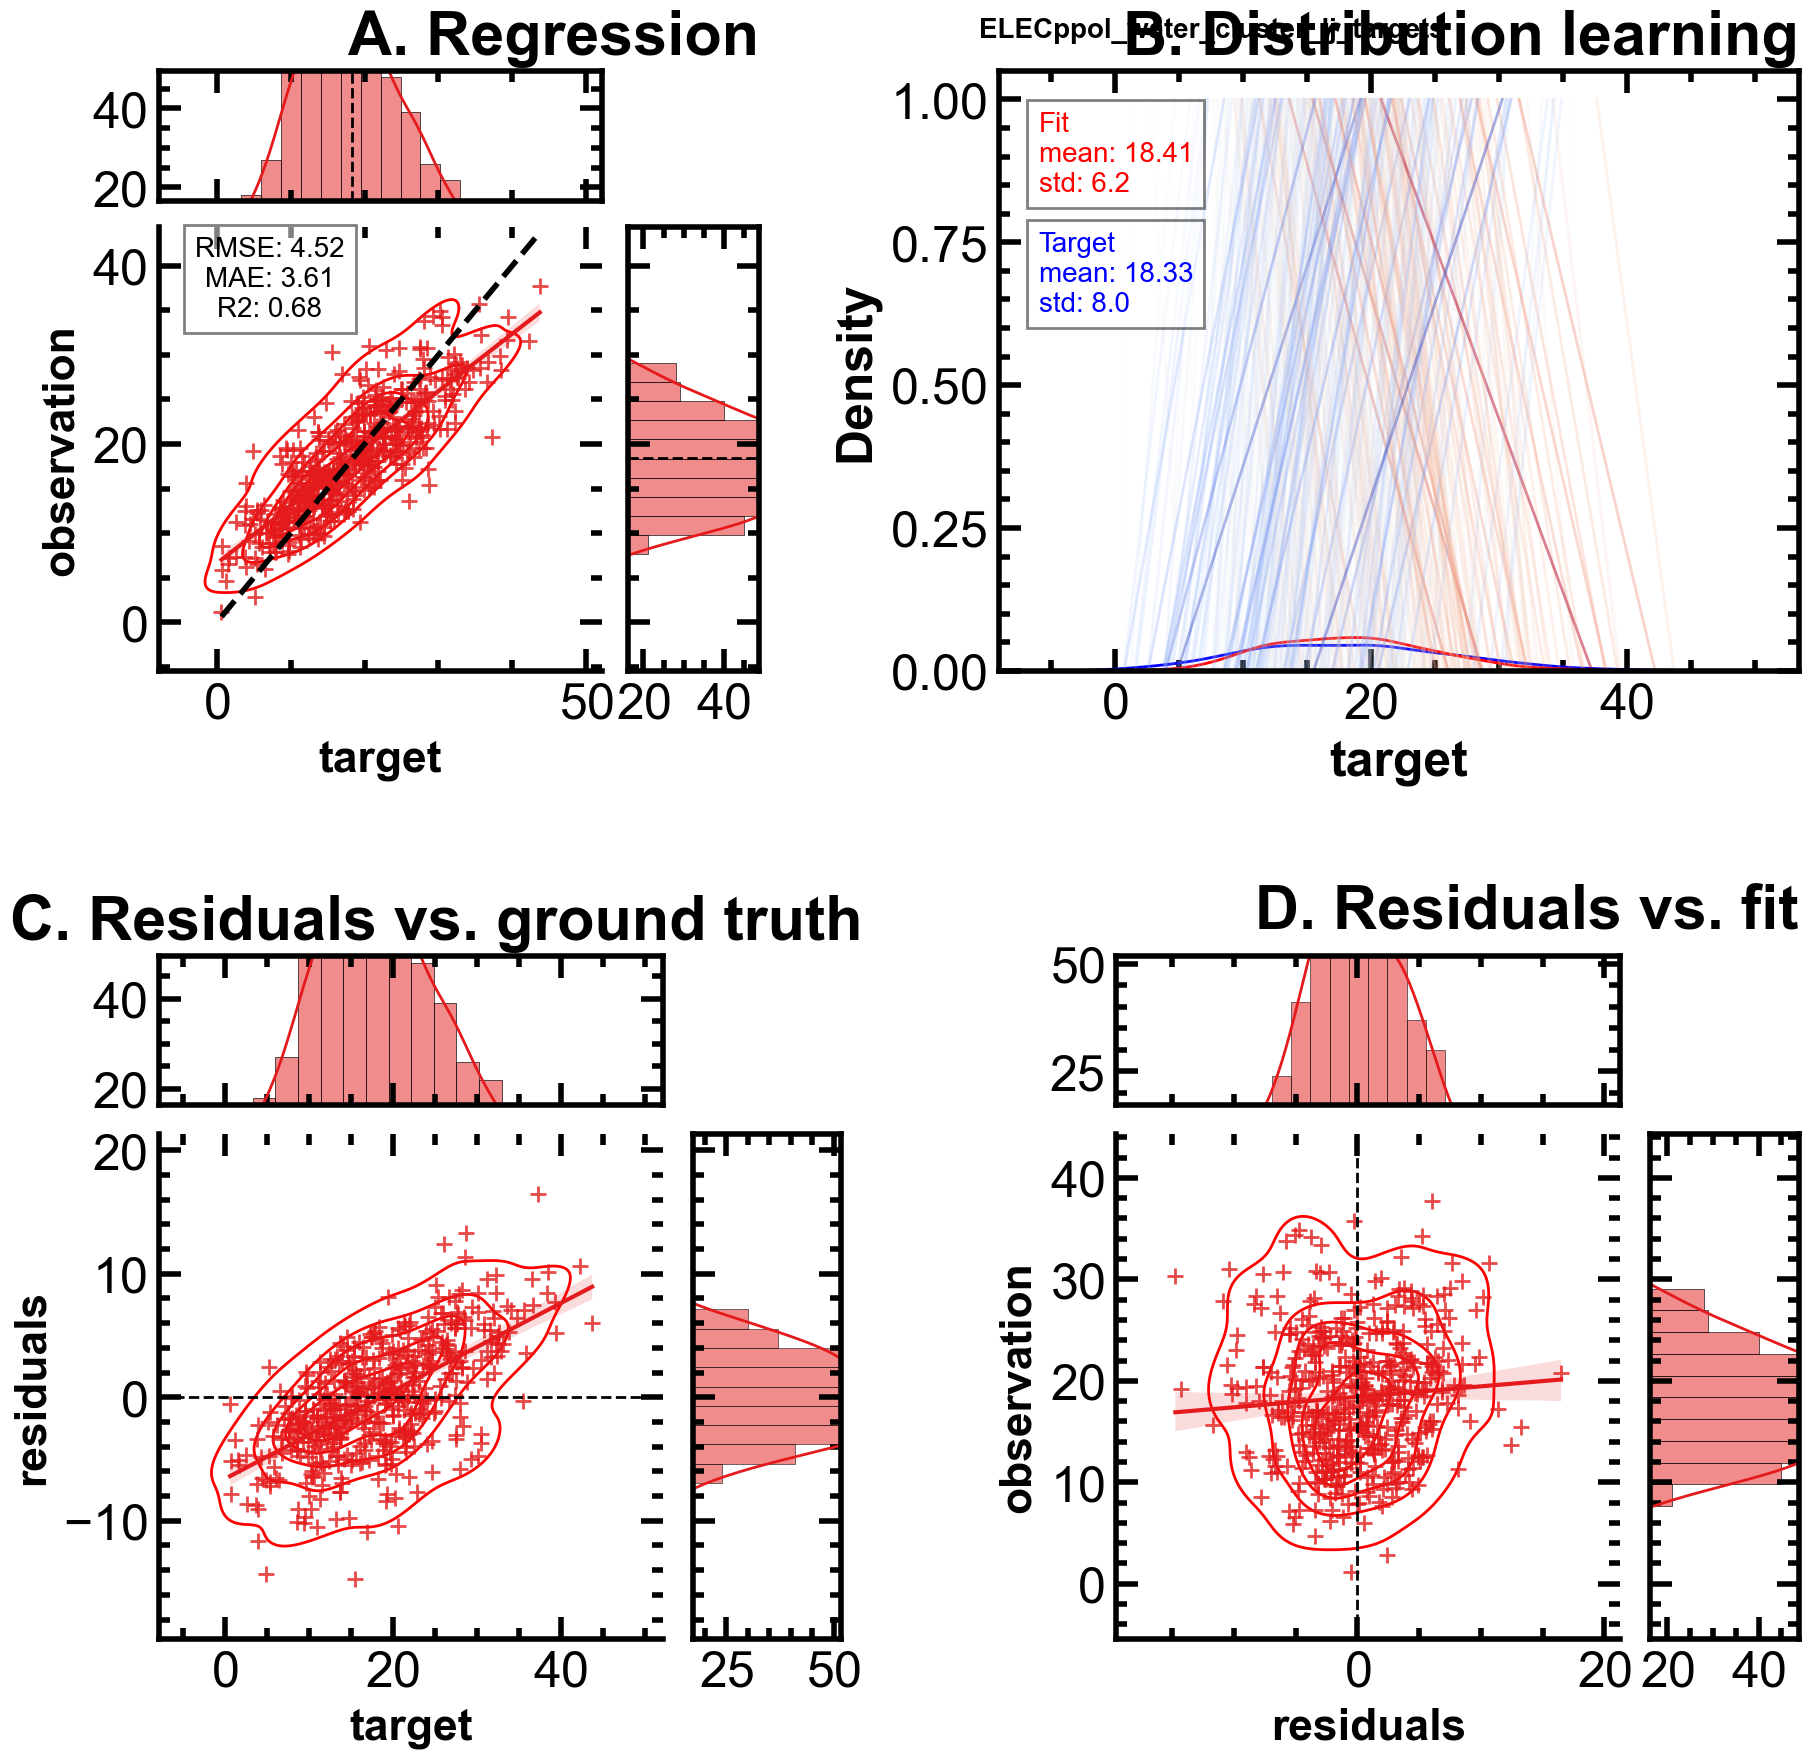 A. Regression
40
20
RMSE: 4.52
MAE: 3.61
R2: 0.68
40
20
0
observation
0
50
20
40
target
B. Distribution learning
1.00
0.75
0.50
0.25
0.00
Density
Fit
mean: 18.41
std: 6.2
Target
mean: 18.33
std: 8.0
0
20
40
target
C. Residuals vs. ground truth
40
20
20
10
0
−10
residuals
0
20
40
25
50
target
D. Residuals vs. fit
50
25
40
30
20
10
0
observation
0
20
20
40
residuals